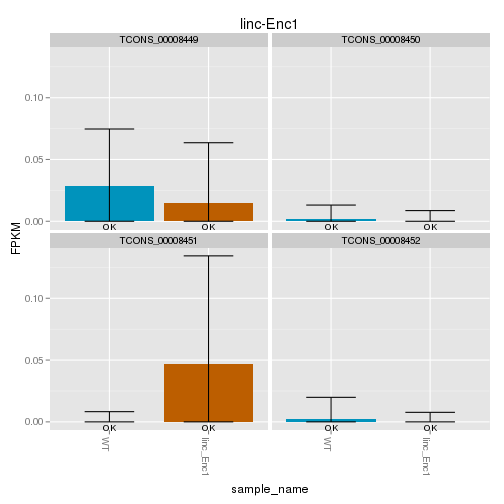 linc-Enc1
TCONS_00008449
TCONS_00008450
0.10
0.05
0.00
OK
OK
OK
OK
FPKM
TCONS_00008451
TCONS_00008452
0.10
0.05
0.00
OK
OK
OK
OK
WT
linc_Enc1
WT
linc_Enc1
sample_name